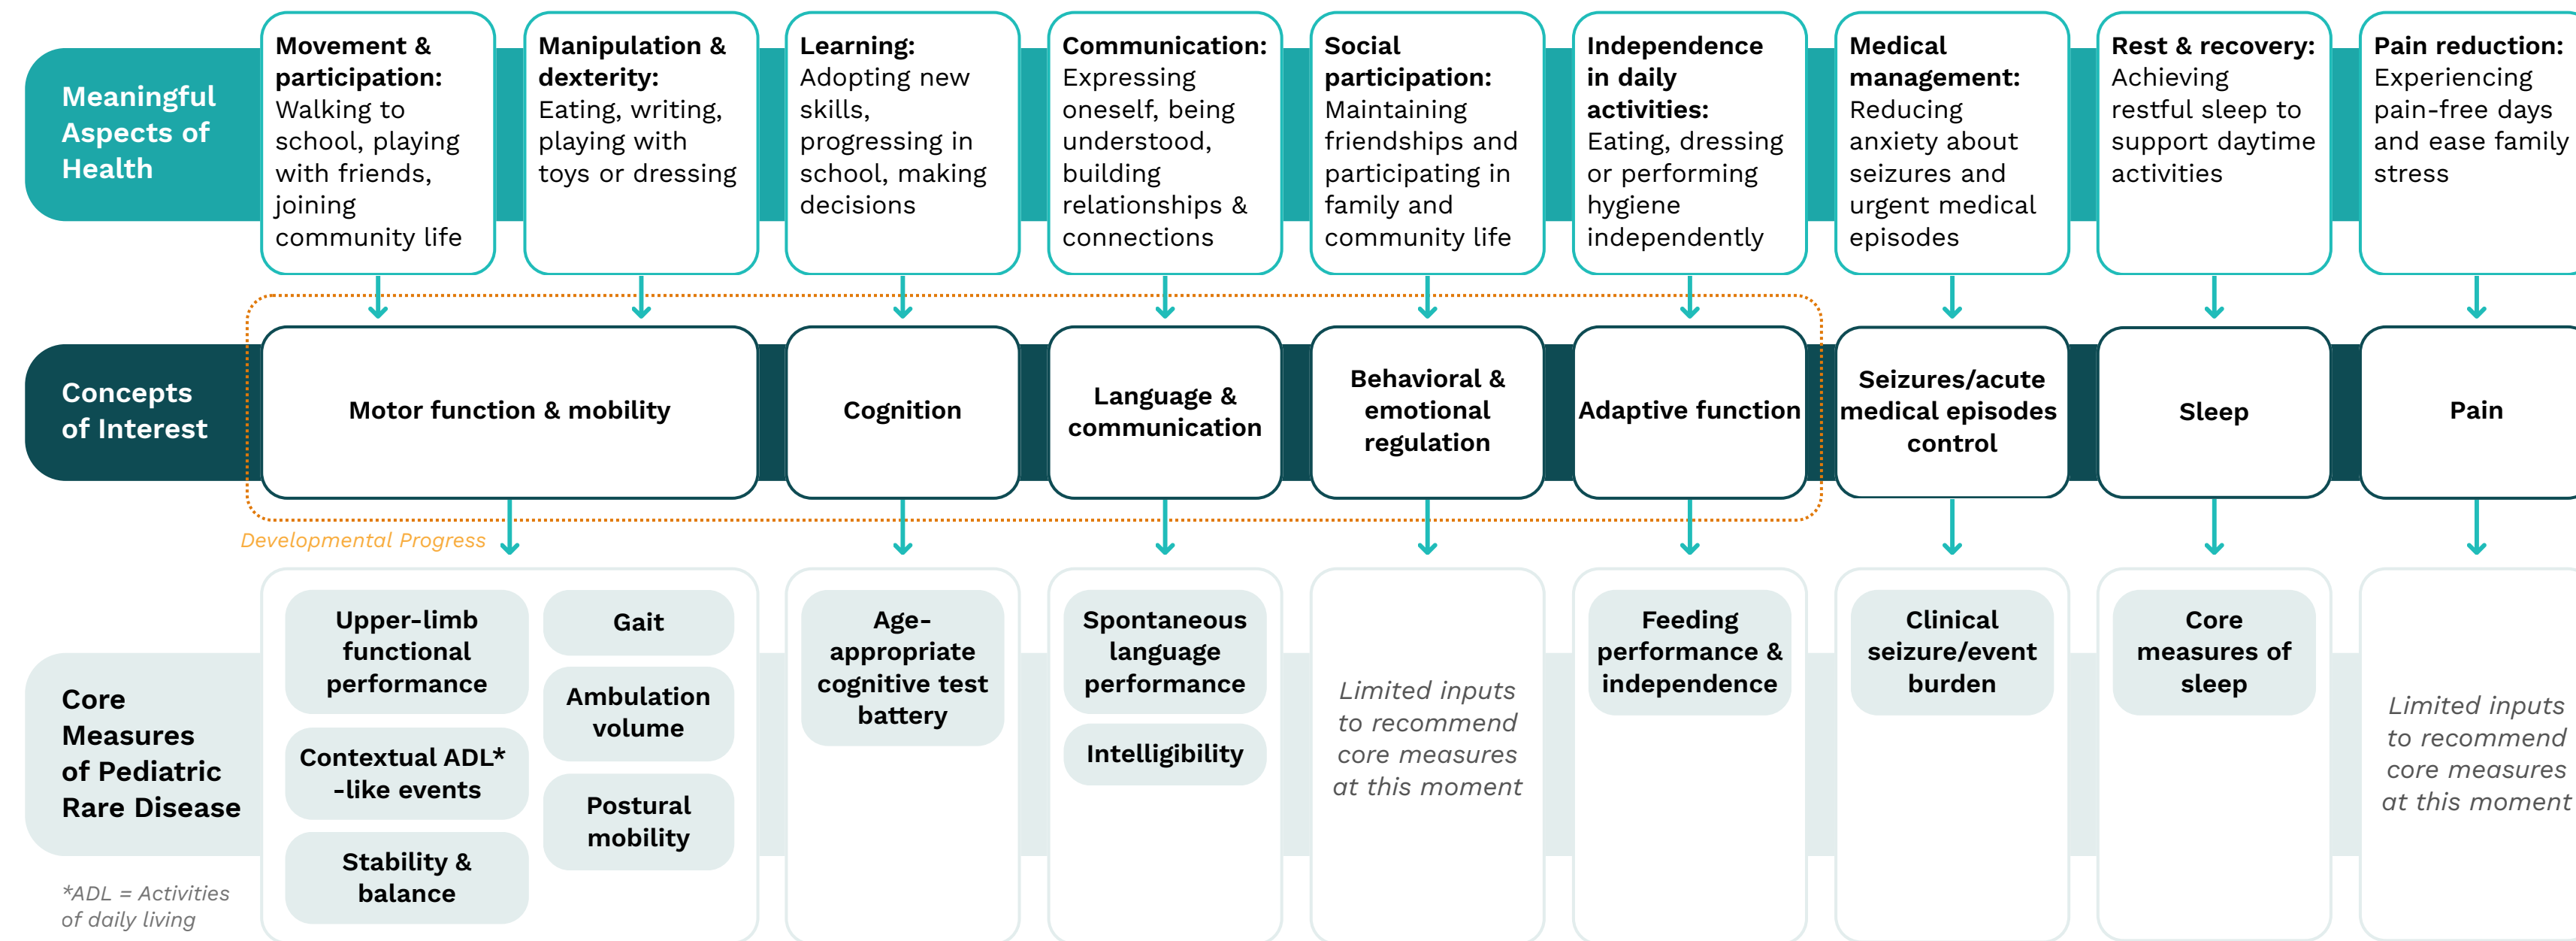 Meaningful
Aspects of
Health
Movement &
participation:
Walking to
school, playing
with friends,
joining
community life
Manipulation &
dexterity:
Eating, writing,
playing with
toys or dressing
Learning:
Adopting new
skills,
progressing in
school, making
decisions
Communication:
Expressing
oneself, being
understood,
building
relationships &
connections
Social
participation:
Maintaining
friendships and
participating in
family and
community life
Independence
in daily
activities:
Eating, dressing
or performing
hygiene
independently
Medical
management:
Reducing
anxiety about
seizures and
urgent medical
episodes
Rest & recovery:
Achieving
restful sleep to
support daytime
activities
Pain reduction:
Experiencing
pain-free days
and ease family
stress
Concepts
of Interest
Motor function & mobility
Cognition
Language &
communication
Behavioral &
emotional
regulation
Adaptive function
Seizures/acute
medical episodes
control
Sleep
Pain
Developmental Progress
Core
Measures
of Pediatric
Rare Disease
Upper-limb
functional
performance
Contextual ADL*
-like events
Stability &
balance
Gait
Ambulation
volume
Postural
mobility
Age-
appropriate
cognitive test
battery
Spontaneous
language
performance
Intelligibility
Limited inputs
to recommend
core measures
at this moment
Feeding
performance &
independence
Clinical
seizure/event
burden
Core
measures of
sleep
Limited inputs
to recommend
core measures
at this moment
*ADL = Activities
of daily living